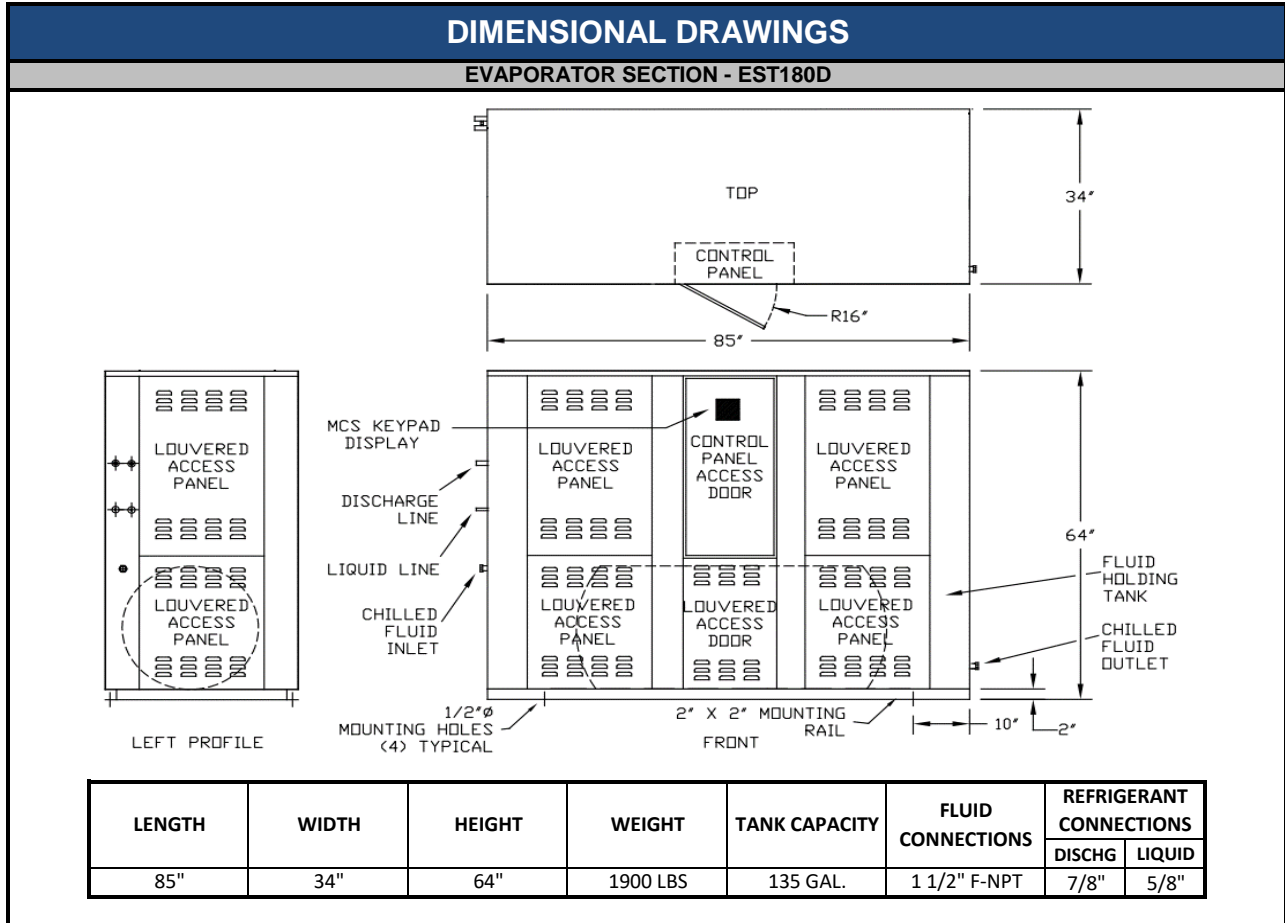 DIMENSIONAL DRAWINGS
EVAPORATOR SECTION - EST180D
TOP
34"
CONTROL
PANEL
R16"
85"
LOUVERED
ACCESS
PANEL
LOUVERED
ACCESS
PANEL
LEFT PROFILE
MCS KEYPAD
DISPLAY
DISCHARGE
LINE
LIQUID LINE
CHILLED
FLUID
INLET
LOUVERED
ACCESS
PANEL
CONTROL
PANEL
ACCESS
DOOR
LOUVERED
ACCESS
PANEL
LOUVERED
ACCESS
PANEL
LOUVERED
ACCESS
DOOR
LOUVERED
ACCESS
PANEL
64"
FLUID
HOLDING
TANK
CHILLED
FLUID
OUTLET
1/2"Ø
MOUNTING HOLES
(4) TYPICAL
2" X 2" MOUNTING
RAIL
FRONT
10"
2"
LENGTH WIDTH HEIGHT WEIGHT TANK CAPACITY FLUID CONNECTIONS REFRIGERANT CONNECTIONS
DISCHG LIQUID
85" 34" 64" 1900 LBS 135 GAL. 1 1/2" F-NPT 7/8" 5/8"